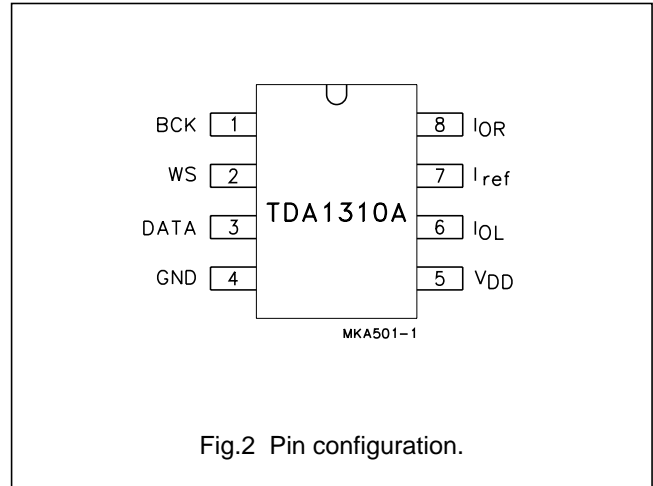 BCK 1 8 IOR
WS 2 7 Iref
TDA1310A
DATA 3 6 IOL
GND 4 5 VDD
MKA501-1
Fig.2 Pin configuration.